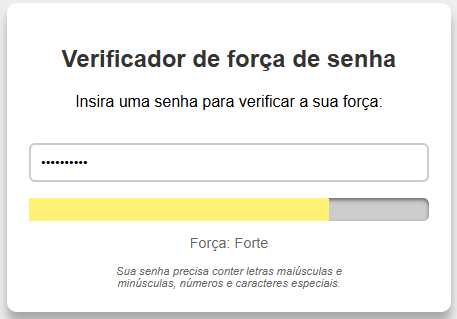 Verificador de força de senha
Insira uma senha para verificar a sua força:
••••••••••
Força: Forte
Sua senha precisa conter letras maiúsculas e
minúsculas, números e caracteres especiais.